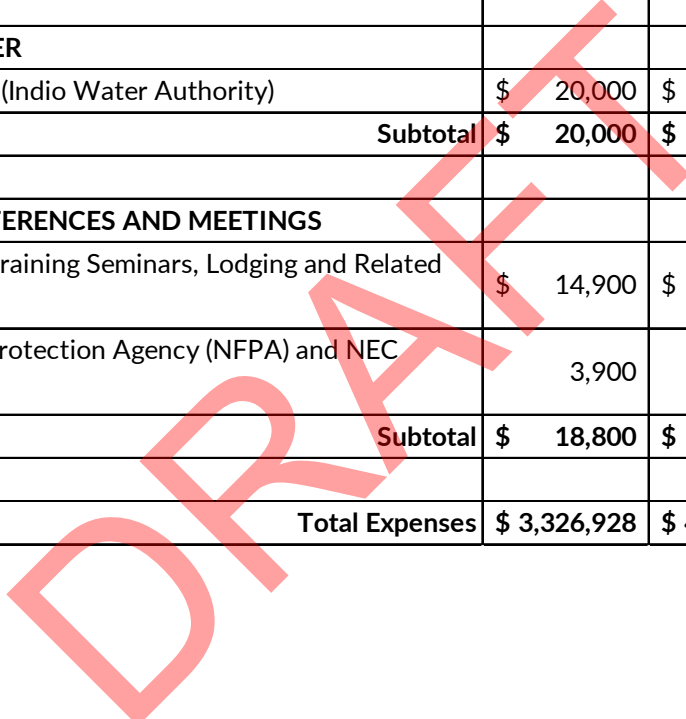 ER
(Indio Water Authority) $ 20,000 $
Subtotal $ 20,000 $
FERENCES AND MEETINGS
raining Seminars, Lodging and Related
$ 14,900 $
rotection Agency (NFPA) and NEC
3,900
Subtotal $ 18,800 $
Total Expenses $ 3,326,928 $
DRAFT